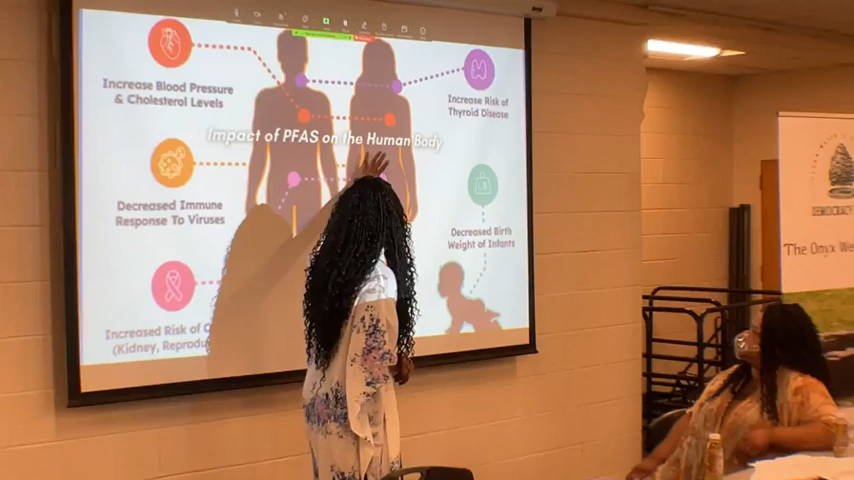 Increase Blood Pressure
& Cholesterol Levels
Increase Risk of
Thyroid Disease
Impact of PFAS on the Human Body
Decreased Immune
Response To Viruses
Decreased Birth
Weight of Infants
Increased Risk of
(Kidney,
DEMOCRACY
The Onyx